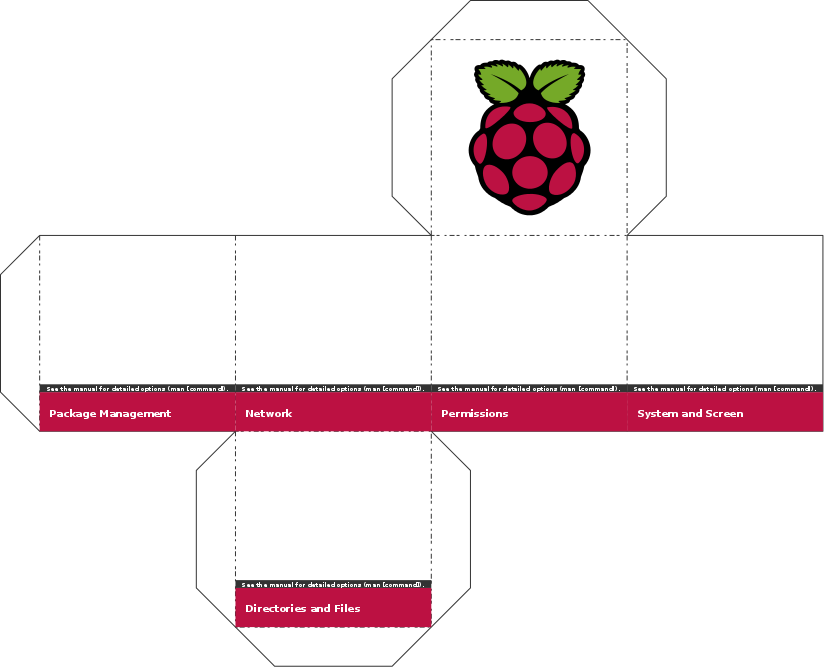 See the manual for detailed options (man [command]).
See the manual for detailed options (man [command]).
See the manual for detailed options (man [command]).
See the manual for detailed options (man [command]).
Package Management
Network
Permissions
System and Screen
See the manual for detailed options (man [command]).
Directories and Files